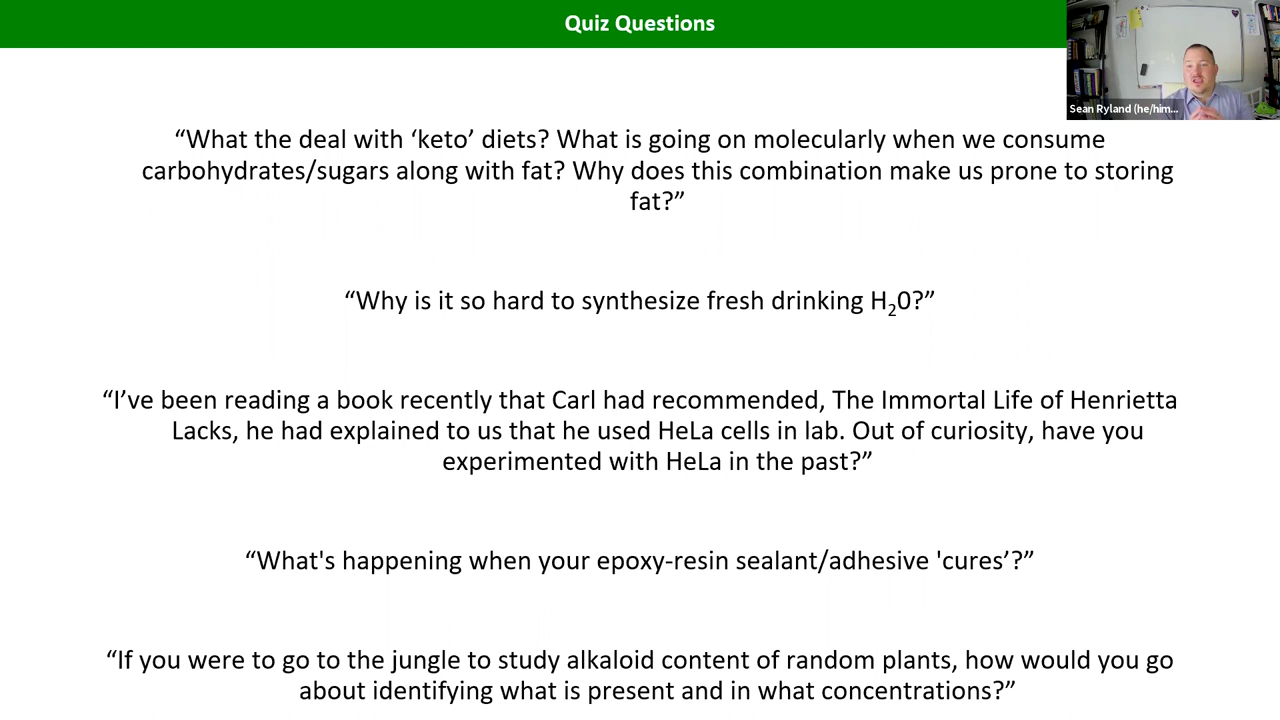 Quiz Questions
Sean Ryland (he/him...
“What the deal with ‘keto’ diets? What is going on molecularly when we consume
carbohydrates/sugars along with fat? Why does this combination make us prone to storing
fat?”
“Why is it so hard to synthesize fresh drinking H₂0?”
“I’ve been reading a book recently that Carl had recommended, The Immortal Life of Henrietta
Lacks, he had explained to us that he used HeLa cells in lab. Out of curiosity, have you
experimented with HeLa in the past?”
“What's happening when your epoxy-resin sealant/adhesive 'cures’?”
“If you were to go to the jungle to study alkaloid content of random plants, how would you go
about identifying what is present and in what concentrations?”